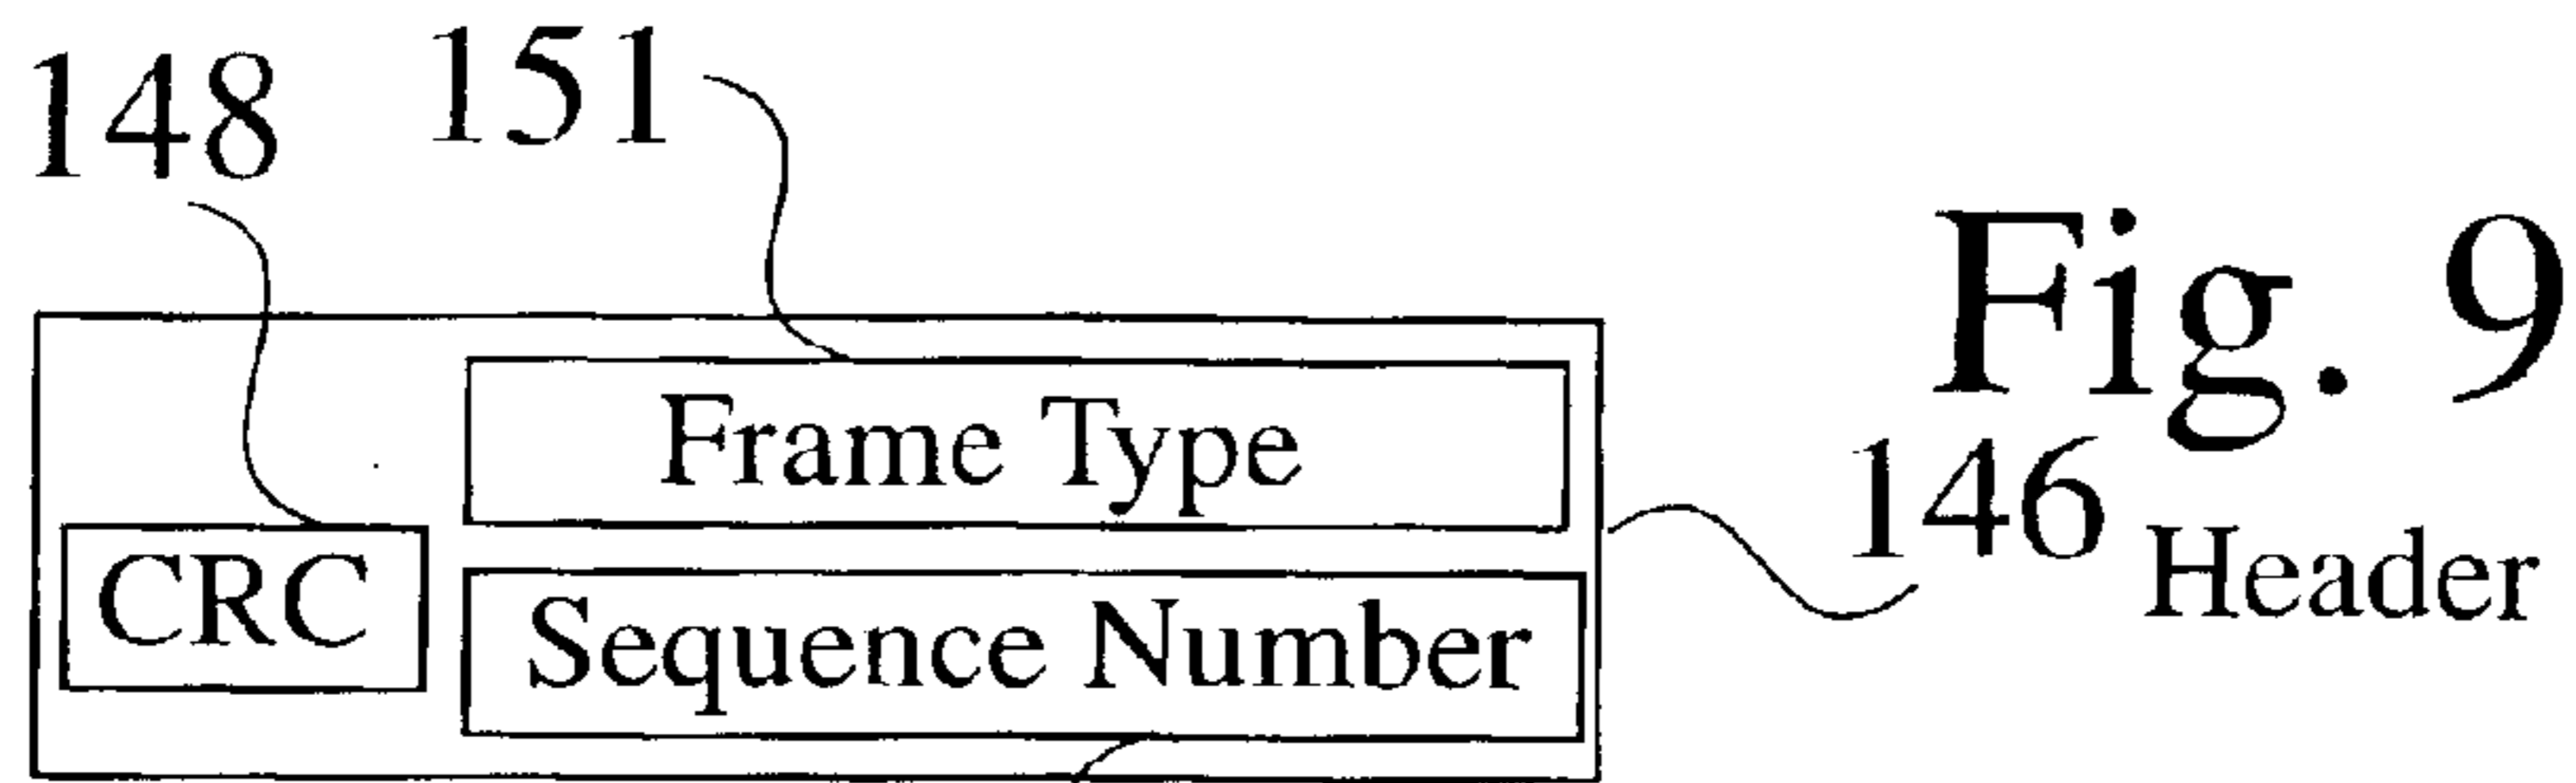 148
151
Fig. 9
Frame Type
146 Header
CRC
Sequence Number